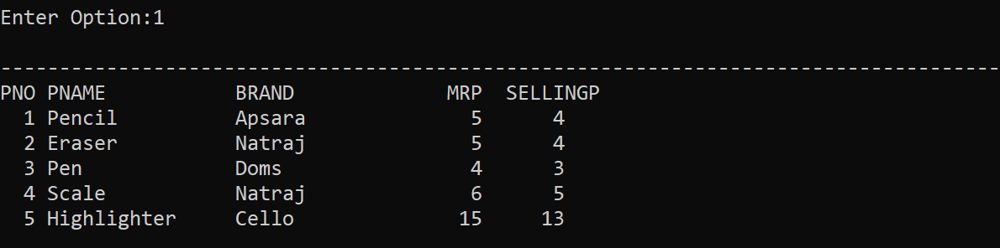 Enter Option:1
-------------------------------------------------------------------------------------
PNO PNAME           BRAND             MRP  SELLINGP
  1 Pencil          Apsara              5      4
  2 Eraser          Natraj              5      4
  3 Pen             Doms                4      3
  4 Scale           Natraj              6      5
  5 Highlighter     Cello              15     13